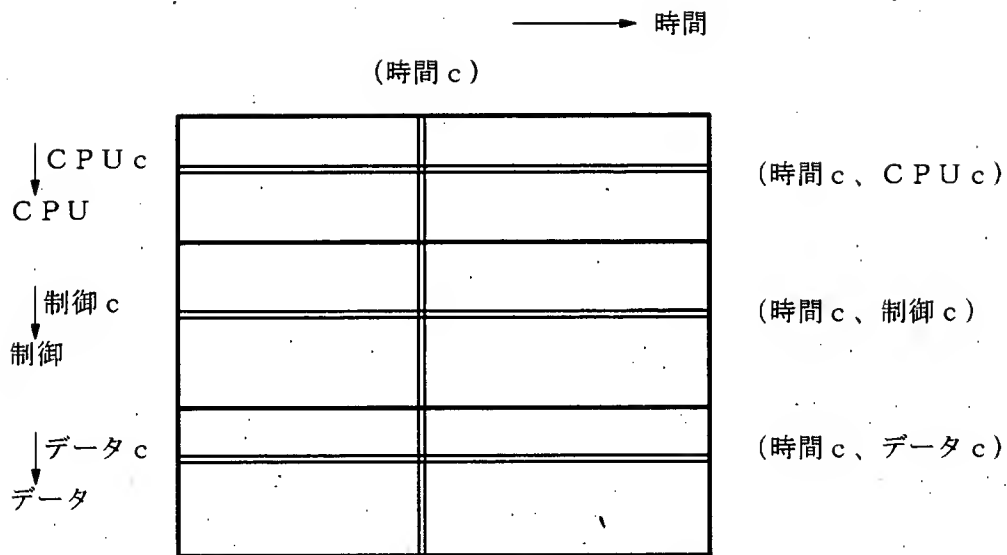 時間
(時間c)
CPUc
CPU
(時間c、CPUc)
制御c
制御
(時間c、制御c)
データc
データ
(時間c、データc)